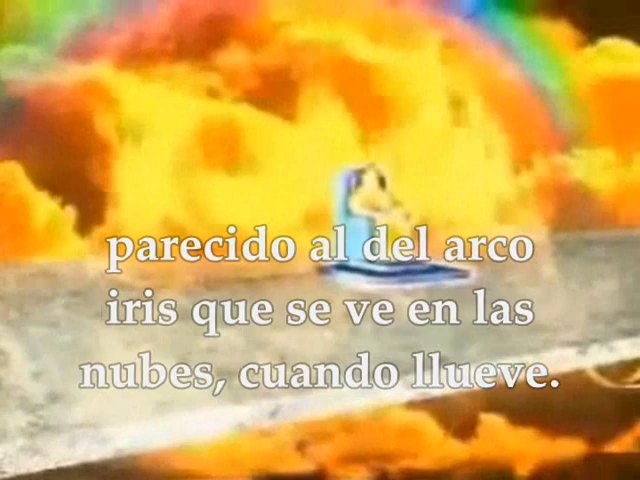 parecido al del arco
iris que se ve en las
nubes, cuando llueve.